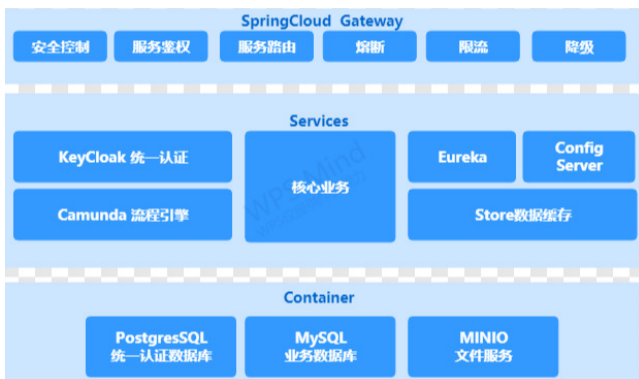 SpringCloud Gateway
安全控制 服务鉴权 服务路由 熔断 限流 降级
Services
KeyCloak 统一认证
核心业务
Eureka
Config
Server
Camunda 流程引擎
Store数据缓存
Container
PostgresSQL
统一认证数据库
MySQL
业务数据库
MINIO
文件服务
WPS Mind